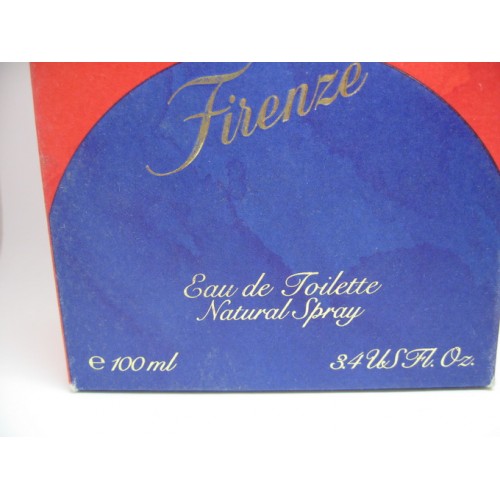 Firenze
Eau de Toilette
Natural Spray
e 100 ml
3.4 US Fl. Oz.